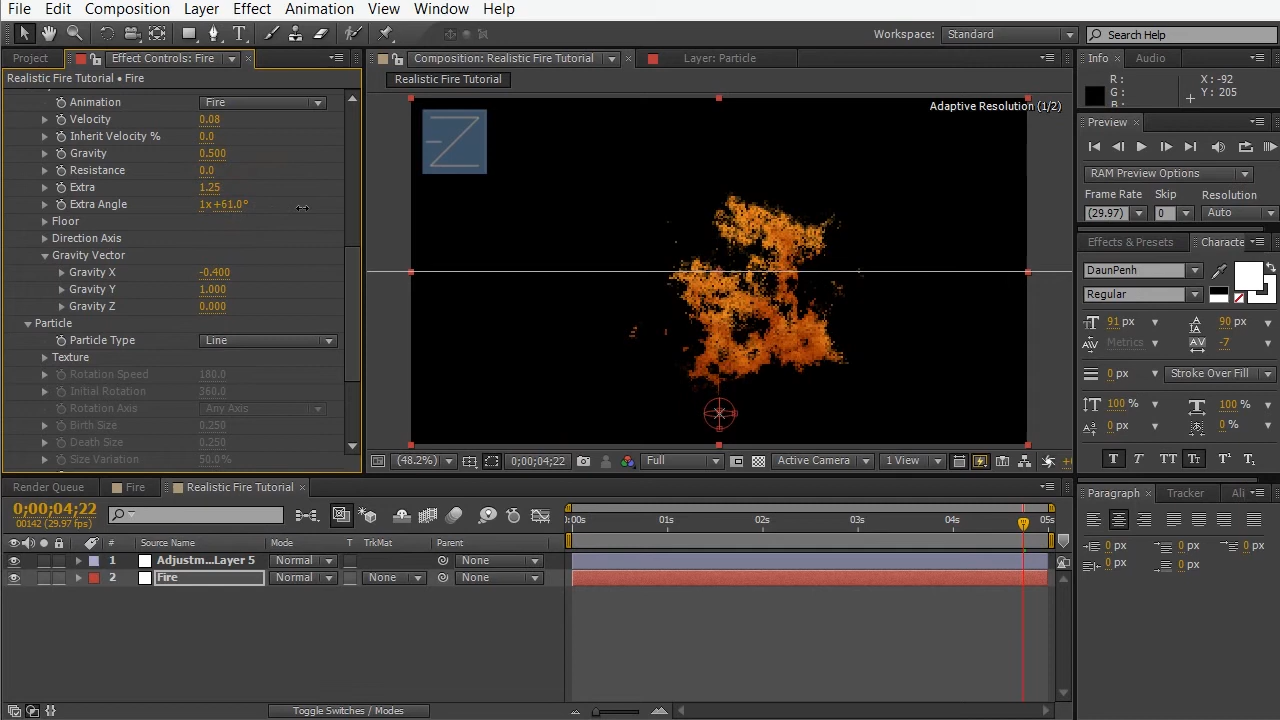 File Edit Composition Layer Effect Animation View Window Help
Workspace: Standard Search Help
Project Effect Controls: Fire Composition: Realistic Fire Tutorial Layer: Particle Info Audio
Realistic Fire Tutorial • Fire
Realistic Fire Tutorial
R: X: -92
G: Y: 205
B:
Adaptive Resolution (1/2)
Animation Fire
Velocity 0.08
Inherit Velocity % 0.0
Gravity 0.500
Resistance 0.0
Extra 1.25
Extra Angle 1x+61.0°
Floor
Direction Axis
Gravity Vector
Gravity X -0.400
Gravity Y 1.000
Gravity Z 0.000
Particle
Particle Type Line
Texture
Rotation Speed 180.0
Initial Rotation 360.0
Rotation Axis Any Axis
Birth Size 0.250
Death Size 0.250
Size Variation 50.0%
Preview
RAM Preview Options
Frame Rate Skip Resolution
(29.97) 0 Auto
Effects & Presets Characte
DaunPenh
Regular
91 px 90 px
Metrics -7
0 px Stroke Over Fill
100 % 100 %
0 px 0 %
T T TT Tt T¹ T₁
(48.2%) 0;00;04;22 Full Active Camera 1 View
Render Queue Fire Realistic Fire Tutorial
0;00;04;22
00142 (29.97 fps)
:00s 01s 02s 03s 04s 05s
# Source Name Mode T TrkMat Parent
1 Adjustm...Layer 5 Normal None
2 Fire Normal None None
Toggle Switches / Modes
Paragraph Tracker Ali
0 px 0 px 0 px
0 px 0 px